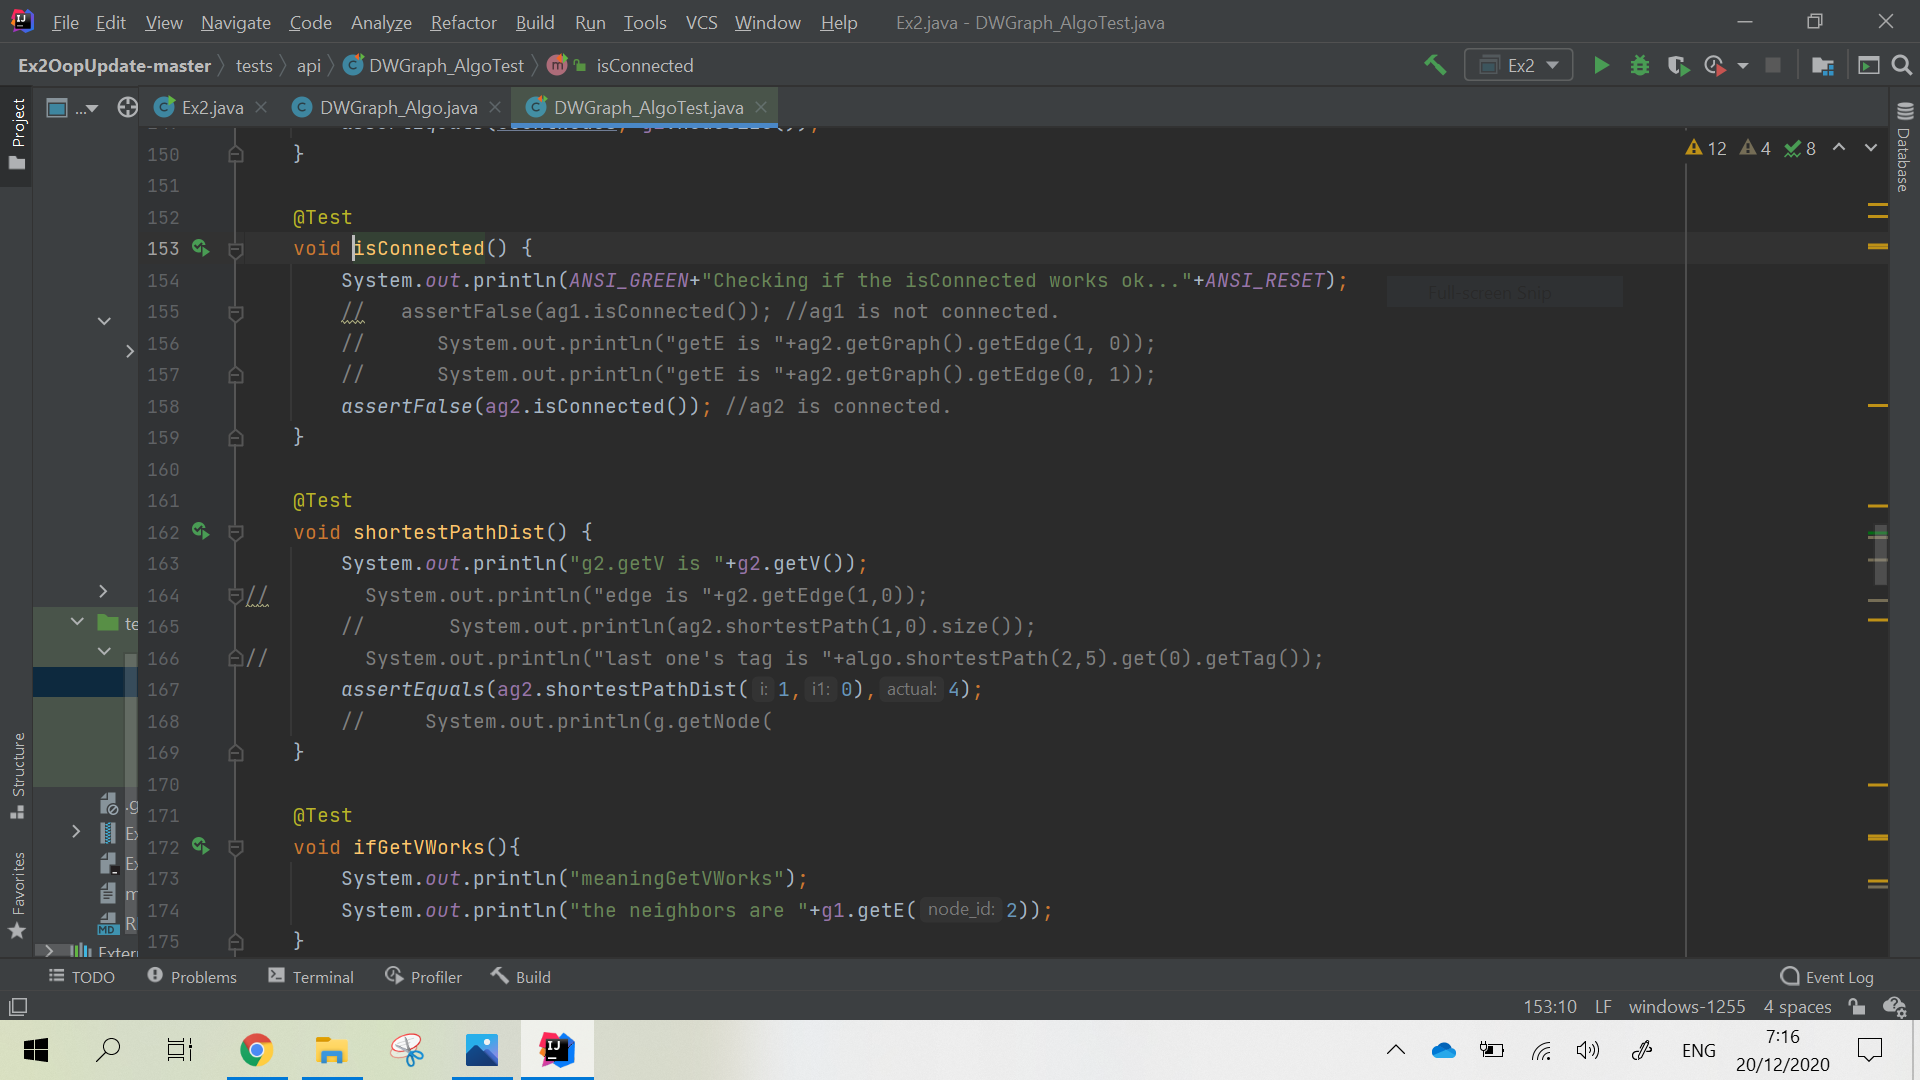 File Edit View Navigate Code Analyze Refactor Build Run Tools VCS Window Help Ex2.java - DWGraph_AlgoTest.java
Ex2OopUpdate-master tests api DWGraph_AlgoTest m isConnected Ex2
Project ... Ex2.java DWGraph_Algo.java DWGraph_AlgoTest.java
12 4 8
Database
150 }
151
152 @Test
153 void isConnected() {
154 System.out.println(ANSI_GREEN+"Checking if the isConnected works ok..."+ANSI_RESET);
Full-screen Snip
155 // assertFalse(ag1.isConnected()); //ag1 is not connected.
156 // System.out.println("getE is "+ag2.getGraph().getEdge(1, 0));
157 // System.out.println("getE is "+ag2.getGraph().getEdge(0, 1));
158 assertFalse(ag2.isConnected()); //ag2 is connected.
159 }
160
161 @Test
162 void shortestPathDist() {
163 System.out.println("g2.getV is "+g2.getV());
164 // System.out.println("edge is "+g2.getEdge(1,0));
te
165 // System.out.println(ag2.shortestPath(1,0).size());
166 // System.out.println("last one's tag is "+algo.shortestPath(2,5).get(0).getTag());
167 assertEquals(ag2.shortestPathDist( i: 1, i1: 0), actual: 4);
168 // System.out.println(g.getNode(
169 }
170
Structure
.g
171 @Test
Ex
172 void ifGetVWorks(){
Ex
173 System.out.println("meaningGetVWorks");
m
174 System.out.println("the neighbors are "+g1.getE( node_id: 2));
MD R
175 }
Exter
Favorites
TODO Problems Terminal Profiler Build Event Log
153:10 LF windows-1255 4 spaces
ENG 7:16
20/12/2020